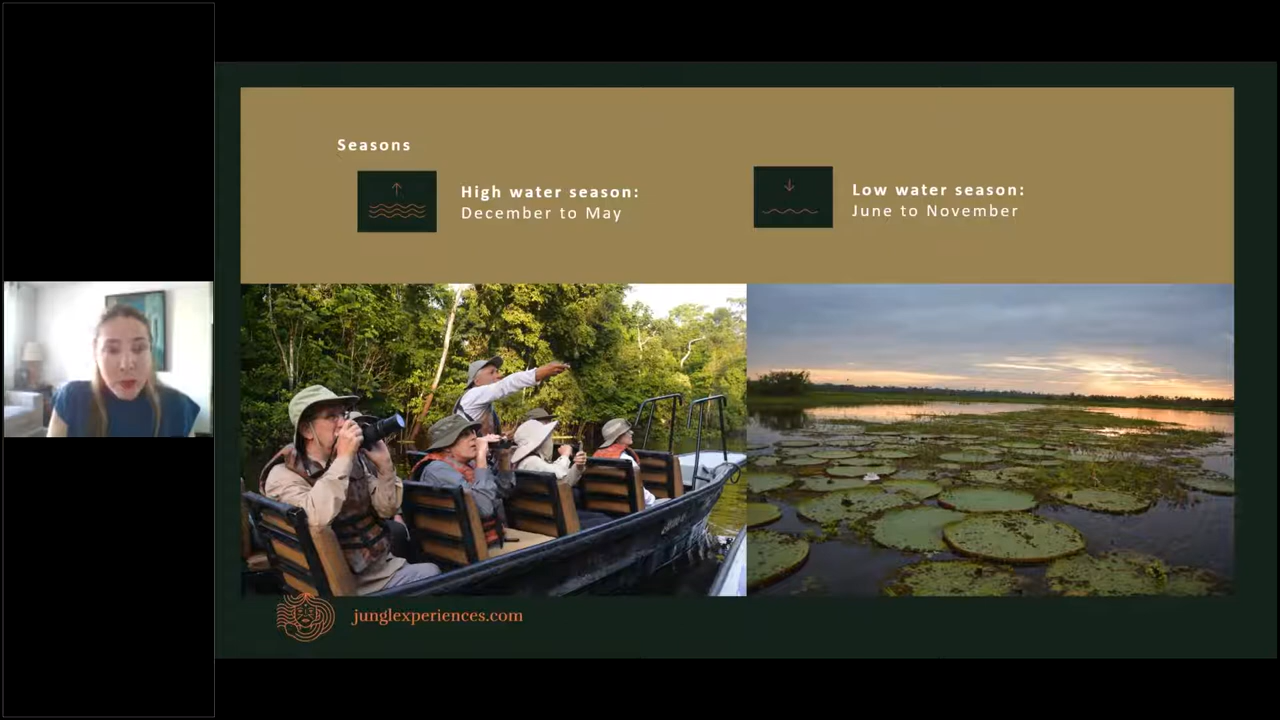 Seasons
High water season:
December to May
Low water season:
June to November
junglexperiences.com